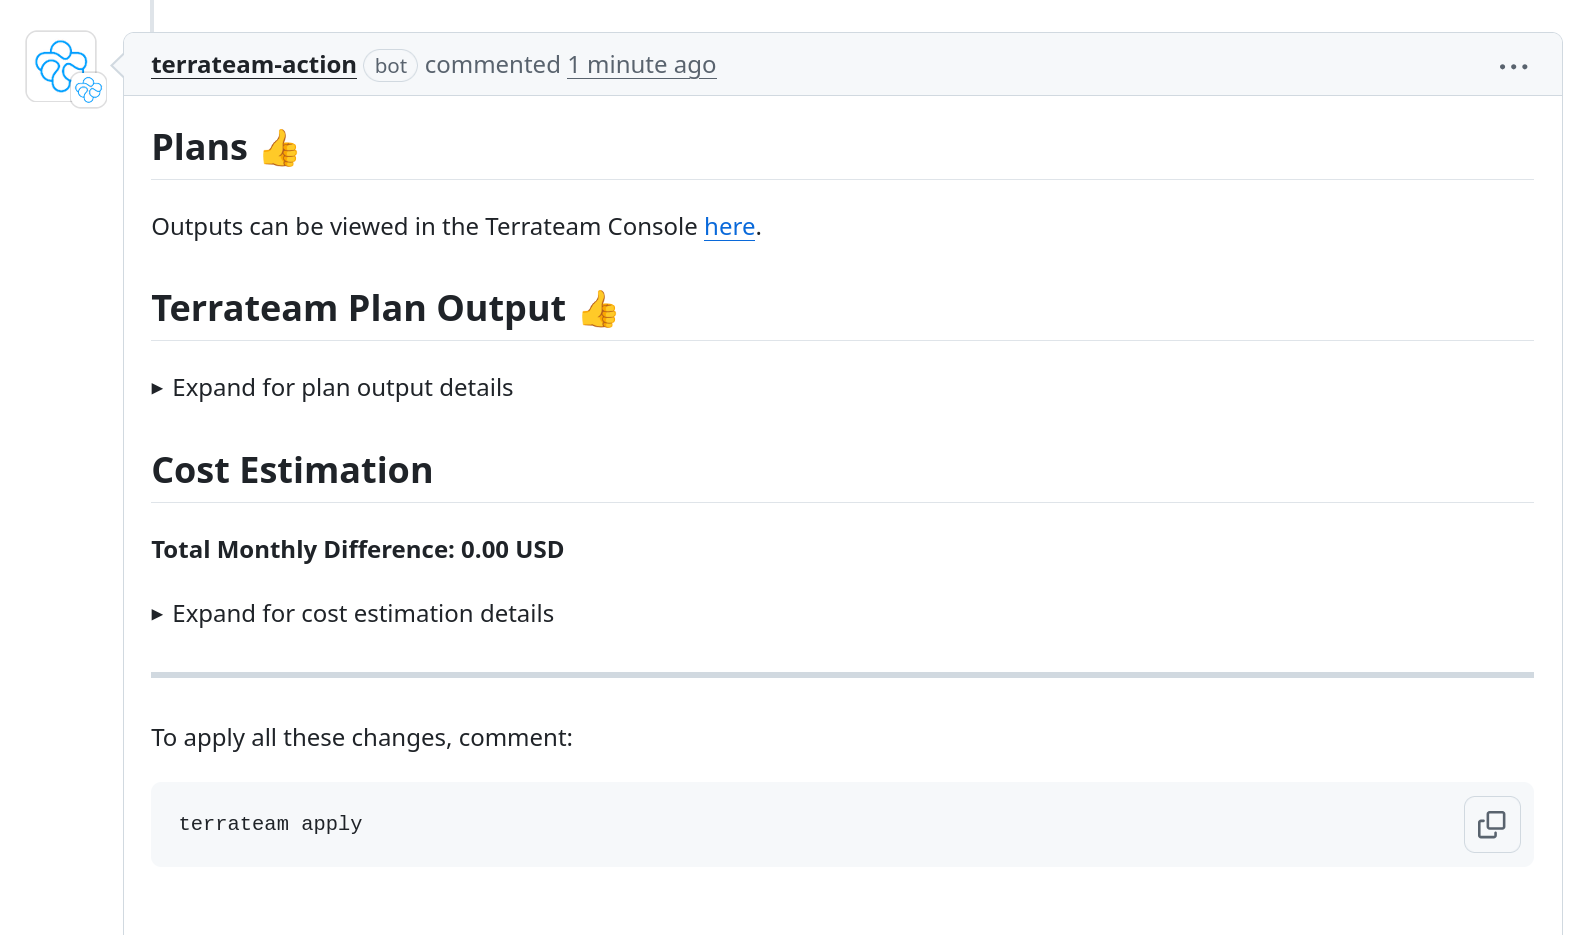 terrateam-action bot commented 1 minute ago
Plans 👍
Outputs can be viewed in the Terrateam Console here.
Terrateam Plan Output 👍
▸ Expand for plan output details
Cost Estimation
Total Monthly Difference: 0.00 USD
▸ Expand for cost estimation details
To apply all these changes, comment:
terrateam apply